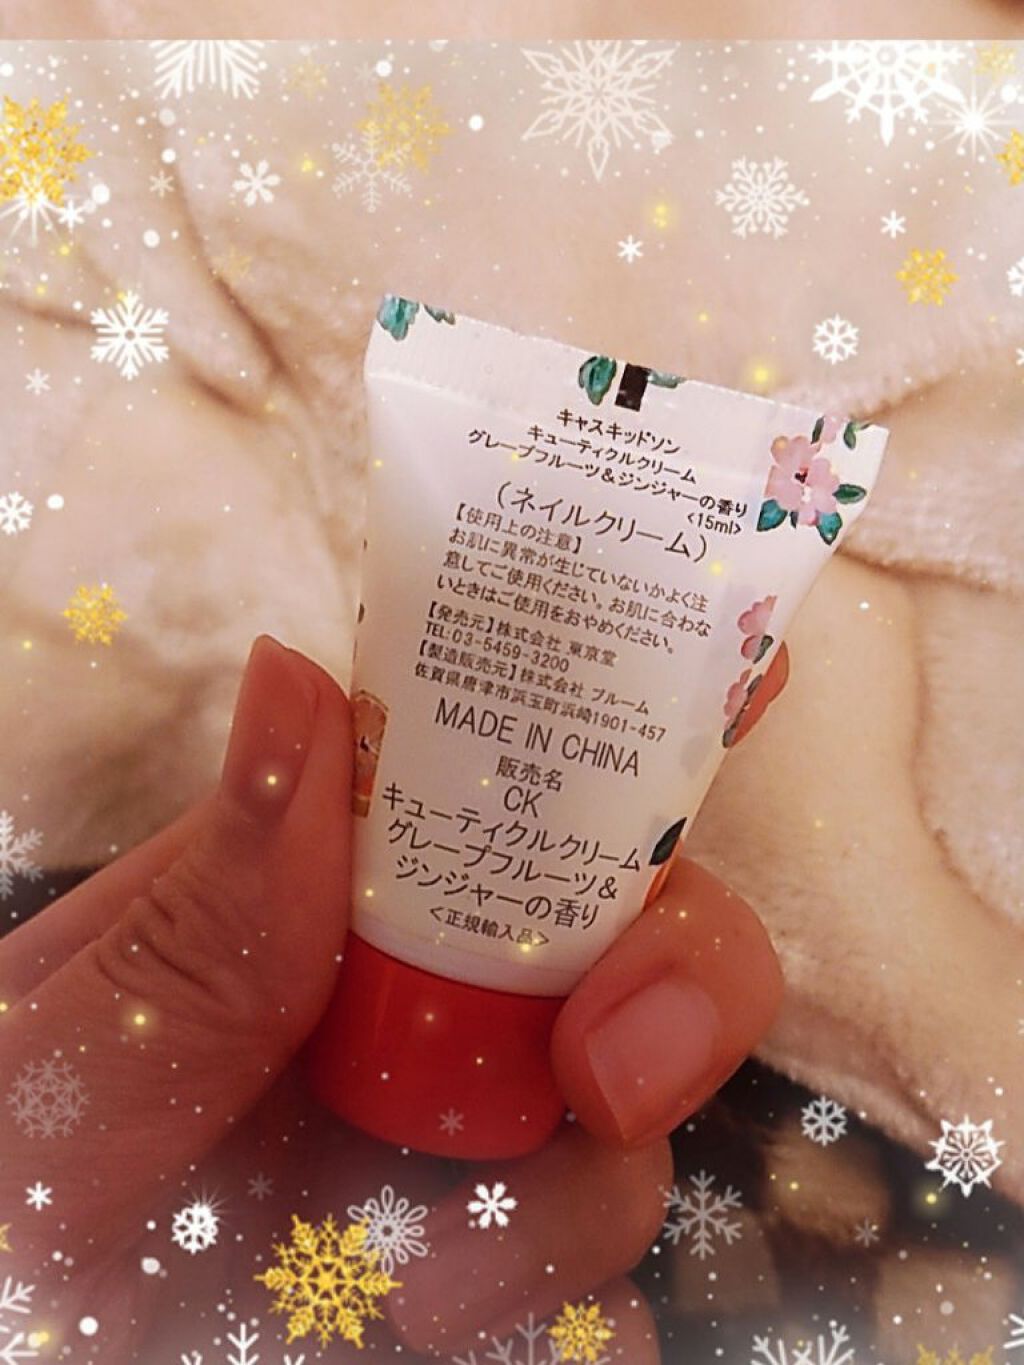 キャスキッドソン
キューティクルクリーム
グレープフルーツ&ジンジャーの香り
<15ml>
(ネイルクリーム)
【使用上の注意】
お肌に異常が生じていないかよく注
意してご使用ください。お肌に合わな
いときはご使用をおやめください。
【発売元】株式会社 東京堂
TEL:03-5459-3200
【製造販売元】株式会社 ブルーム
佐賀県唐津市浜玉町浜崎1901-457
MADE IN CHINA
販売名
CK
キューティクルクリーム
グレープフルーツ&
ジンジャーの香り
<正規輸入品>